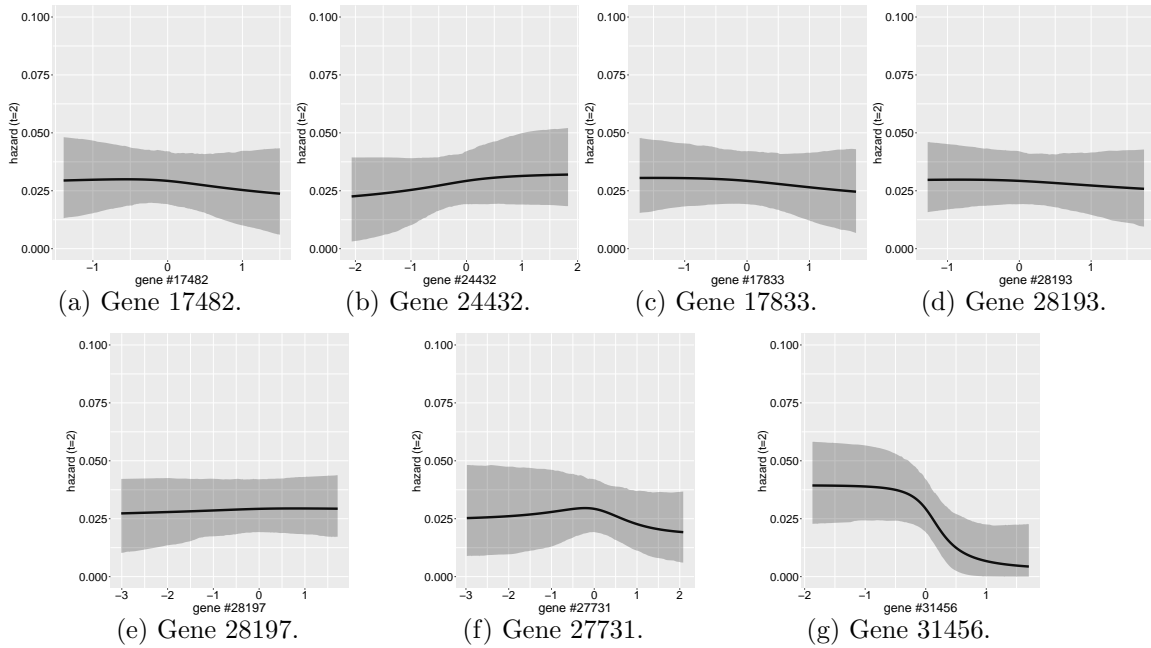 0.100
0.075
0.050
0.025
0.000
hazard (t=2)
−1 0 1
gene #17482
(a) Gene 17482.
0.100
0.075
0.050
0.025
0.000
hazard (t=2)
−2 −1 0 1 2
gene #24432
(b) Gene 24432.
0.100
0.075
0.050
0.025
0.000
hazard (t=2)
−1 0 1
gene #17833
(c) Gene 17833.
0.100
0.075
0.050
0.025
0.000
hazard (t=2)
−1 0 1
gene #28193
(d) Gene 28193.
0.100
0.075
0.050
0.025
0.000
hazard (t=2)
−3 −2 −1 0 1
gene #28197
(e) Gene 28197.
0.100
0.075
0.050
0.025
0.000
hazard (t=2)
−3 −2 −1 0 1 2
gene #27731
(f) Gene 27731.
0.100
0.075
0.050
0.025
0.000
hazard (t=2)
−2 −1 0 1
gene #31456
(g) Gene 31456.